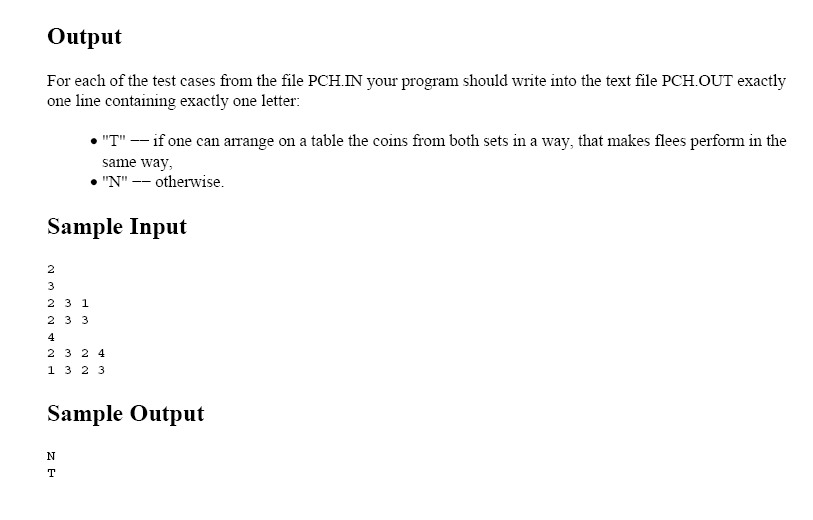 Output
For each of the test cases from the file PCH.IN your program should write into the text file PCH.OUT exactly
one line containing exactly one letter:
• "T" –– if one can arrange on a table the coins from both sets in a way, that makes flees perform in the
same way,
• "N" –– otherwise.
Sample Input
2
3
2 3 1
2 3 3
4
2 3 2 4
1 3 2 3
Sample Output
N
T